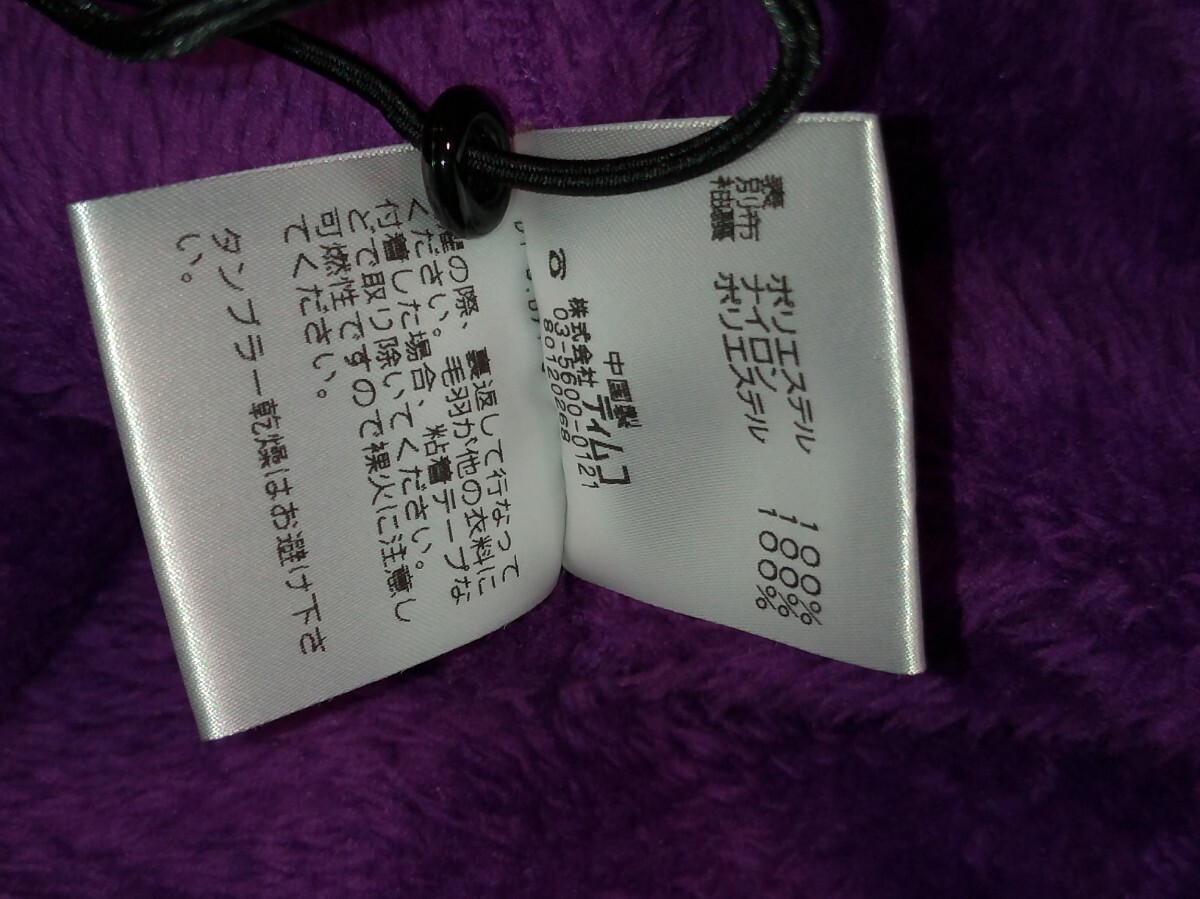 表地 ポリエステル 100%
別布 ナイロン 100%
袖裏 ポリエステル 100%
中国製
株式会社 ティムコ
☎ 03-5600-0121
80120268
の際、裏返して行なって
ください。毛羽が他の衣料に
付着した場合、粘着テープな
どで取り除いてください。
可燃性ですので裸火に注意し
てください。
タンブラー乾燥はお避け下さ
い。